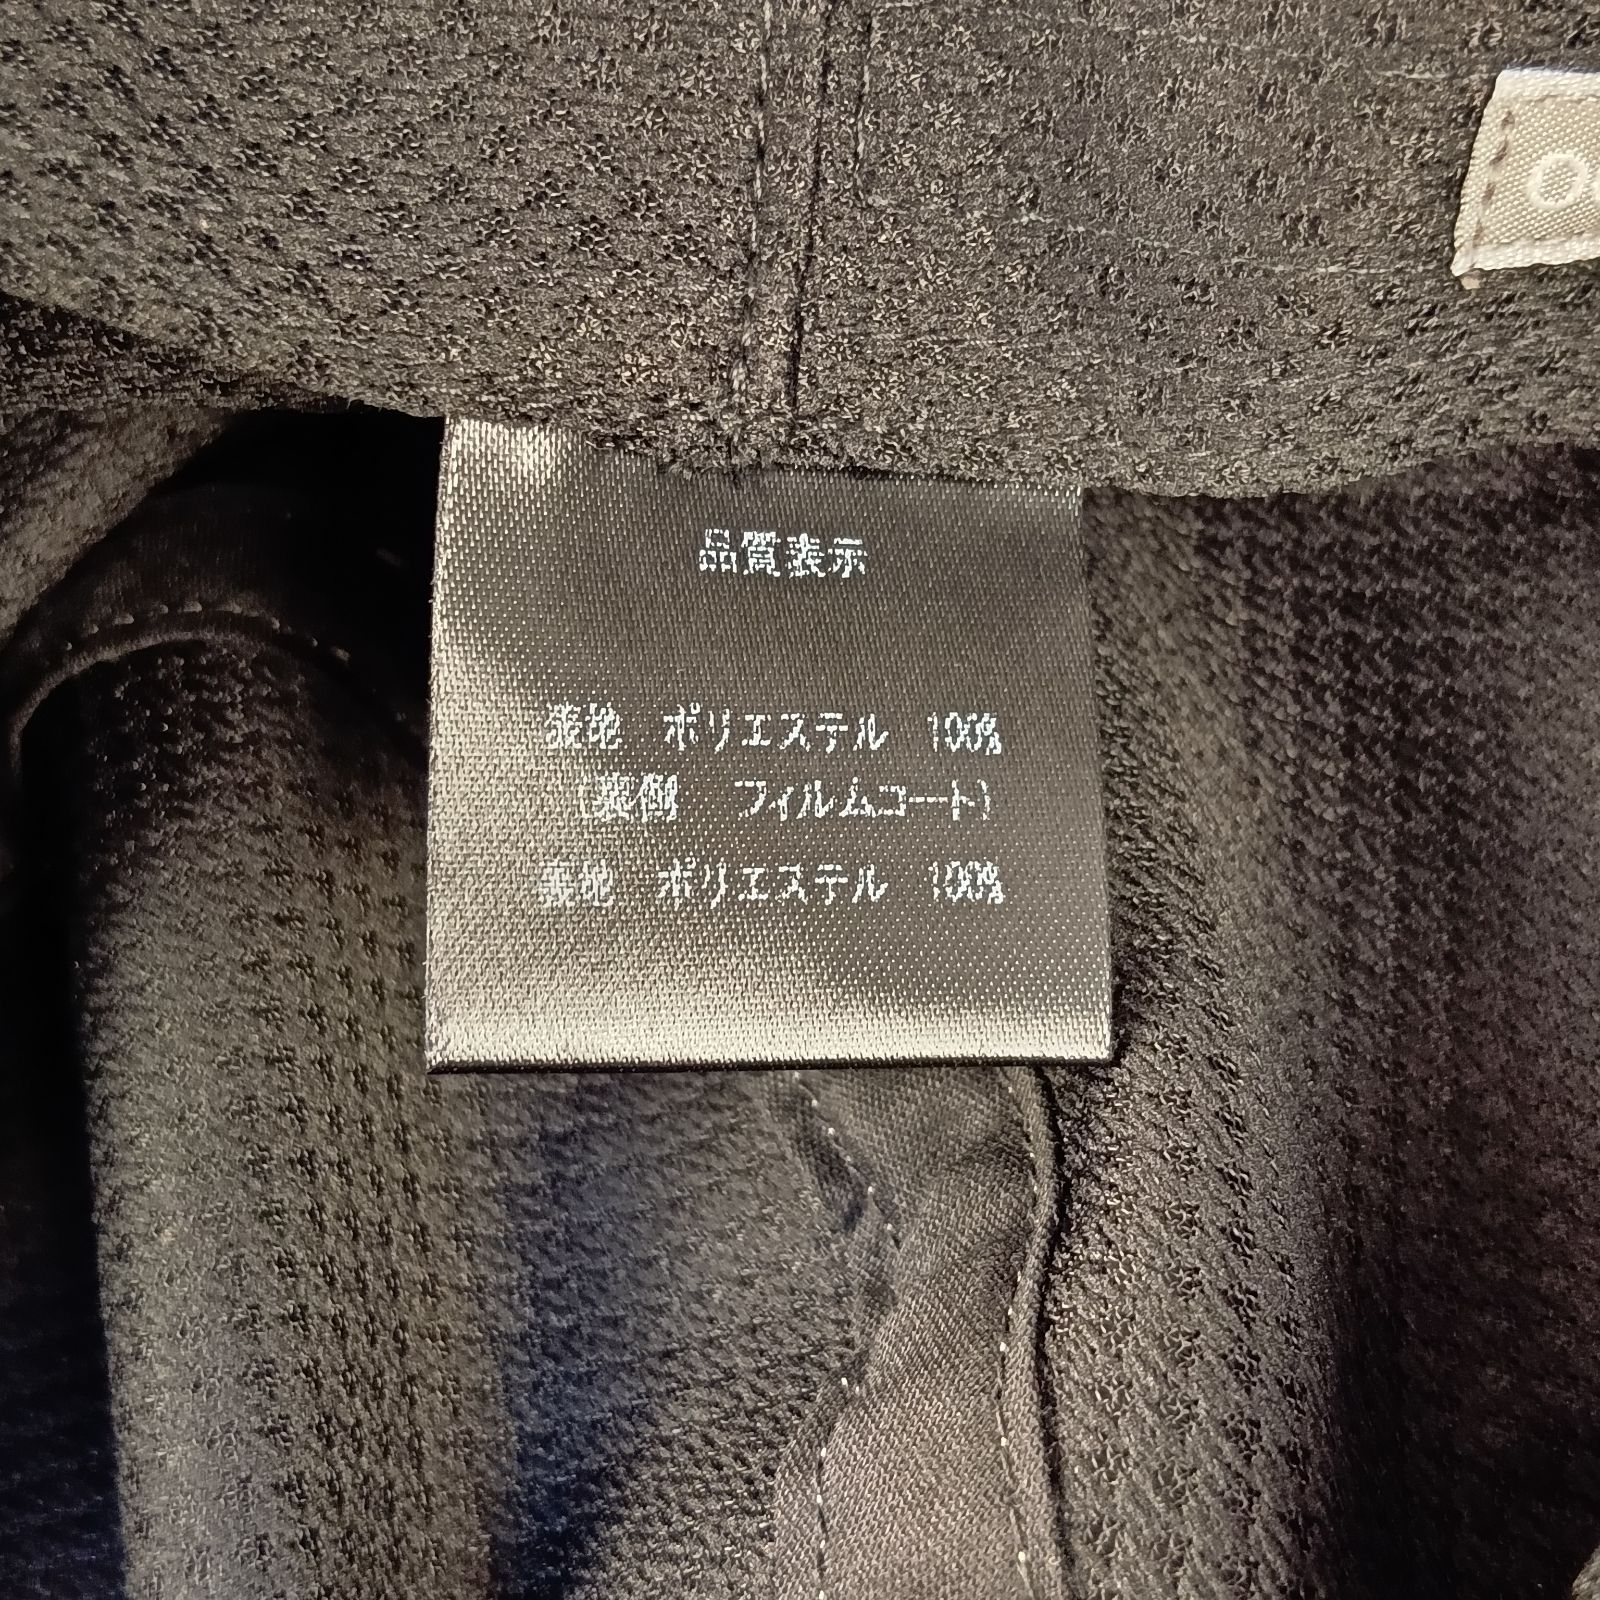 品質表示
表地 ポリエステル 100%
(裏側 フィルムコート)
裏地 ポリエステル 100%